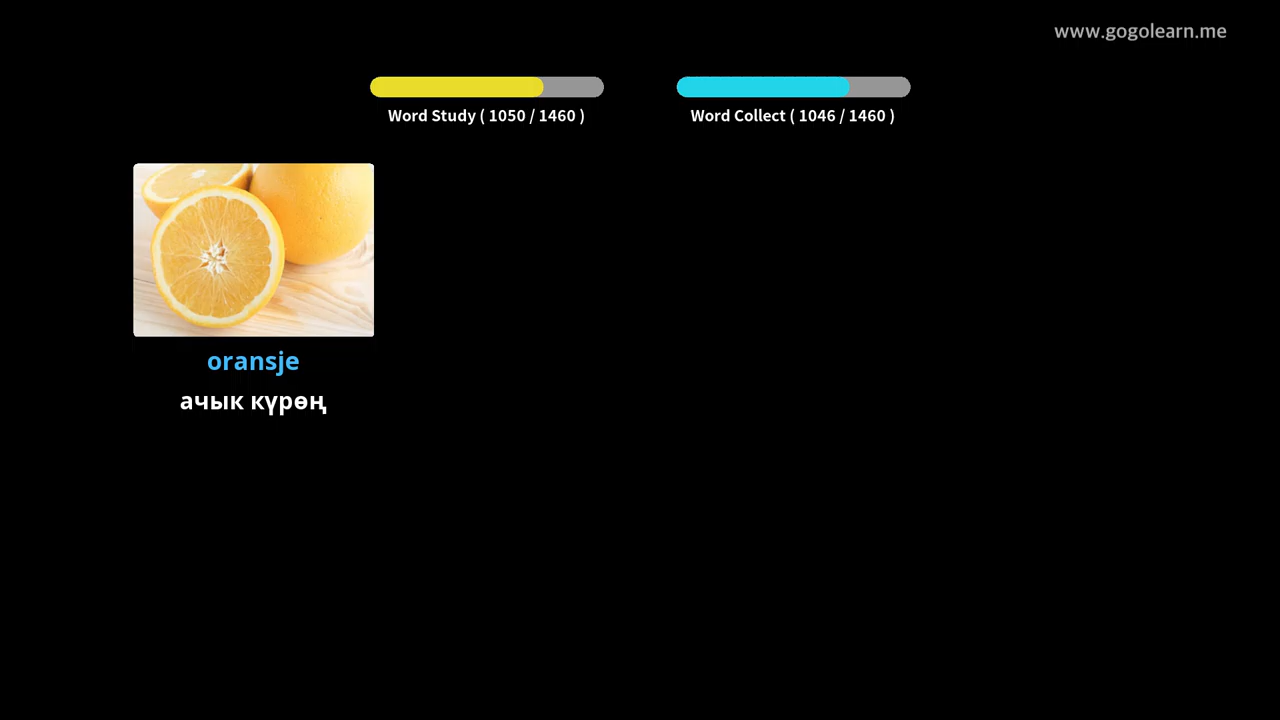 www.gogolearn.me
Word Study ( 1050 / 1460 )
Word Collect ( 1046 / 1460 )
oransje
ачык күрөң